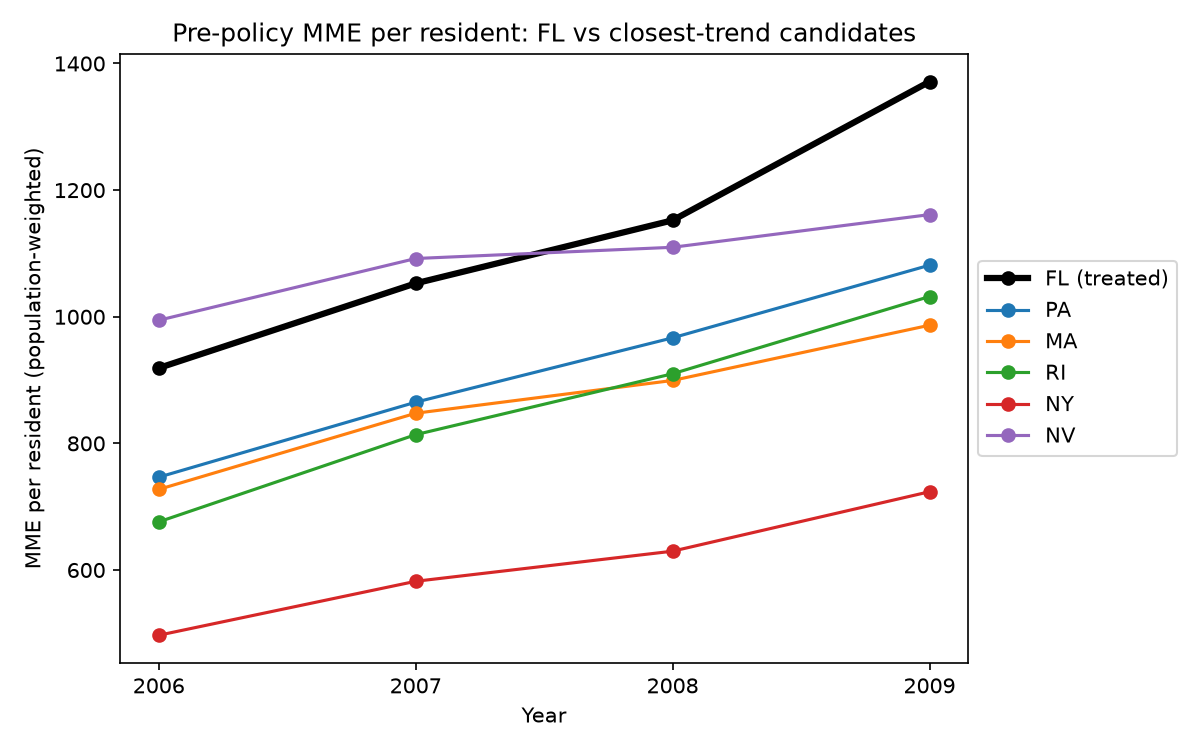 Pre-policy MME per resident: FL vs closest-trend candidates
MME per resident (population-weighted)
1400
1200
1000
800
600
2006
2007
2008
2009
Year
FL (treated)
PA
MA
RI
NY
NV